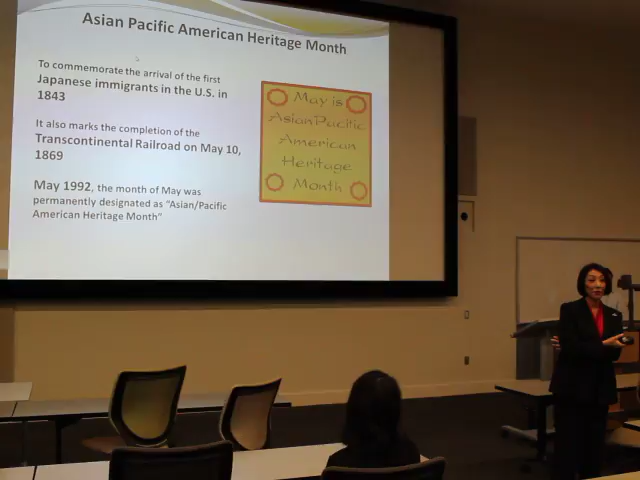 Asian Pacific American Heritage Month
To commemorate the arrival of the first
Japanese immigrants in the U.S. in
1843
It also marks the completion of the
Transcontinental Railroad on May 10,
1869
May 1992, the month of May was
permanently designated as "Asian/Pacific
American Heritage Month"
May is
Asian Pacific
American
Heritage
Month